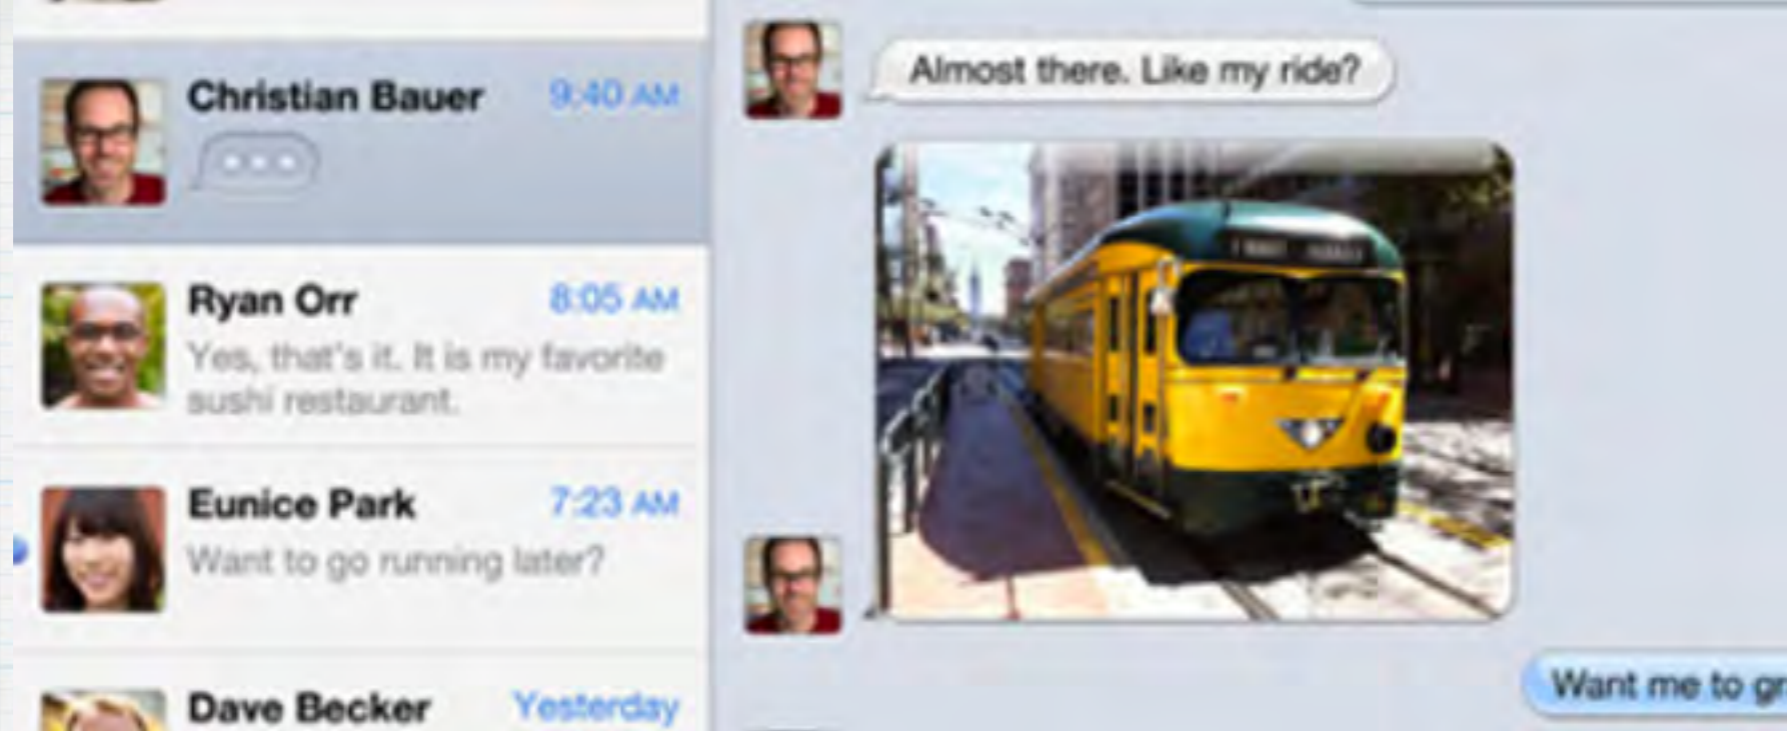 Christian Bauer
9:40 AM
Ryan Orr
8:05 AM
Yes, that's it. It is my favorite
sushi restaurant.
Eunice Park
7:23 AM
Want to go running later?
Dave Becker
Yesterday
Almost there. Like my ride?
Want me to gr